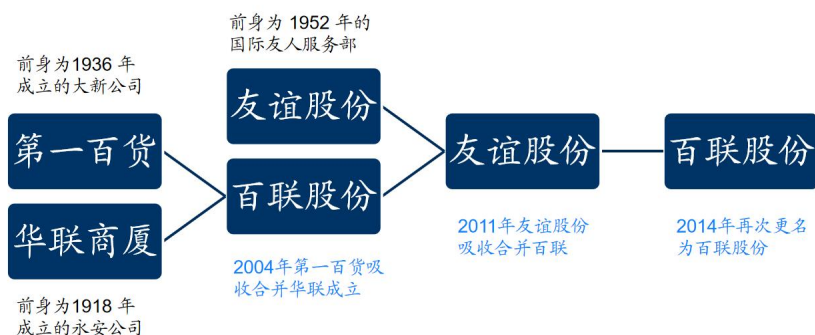 前身为1936 年
成立的大新公司
第一百货
华联商厦
前身为1918 年
成立的永安公司
前身为 1952 年的
国际友人服务部
友谊股份
百联股份
2004年第一百货吸
收合并华联成立
友谊股份
2011年友谊股份
吸收合并百联
百联股份
2014年再次更名
为百联股份